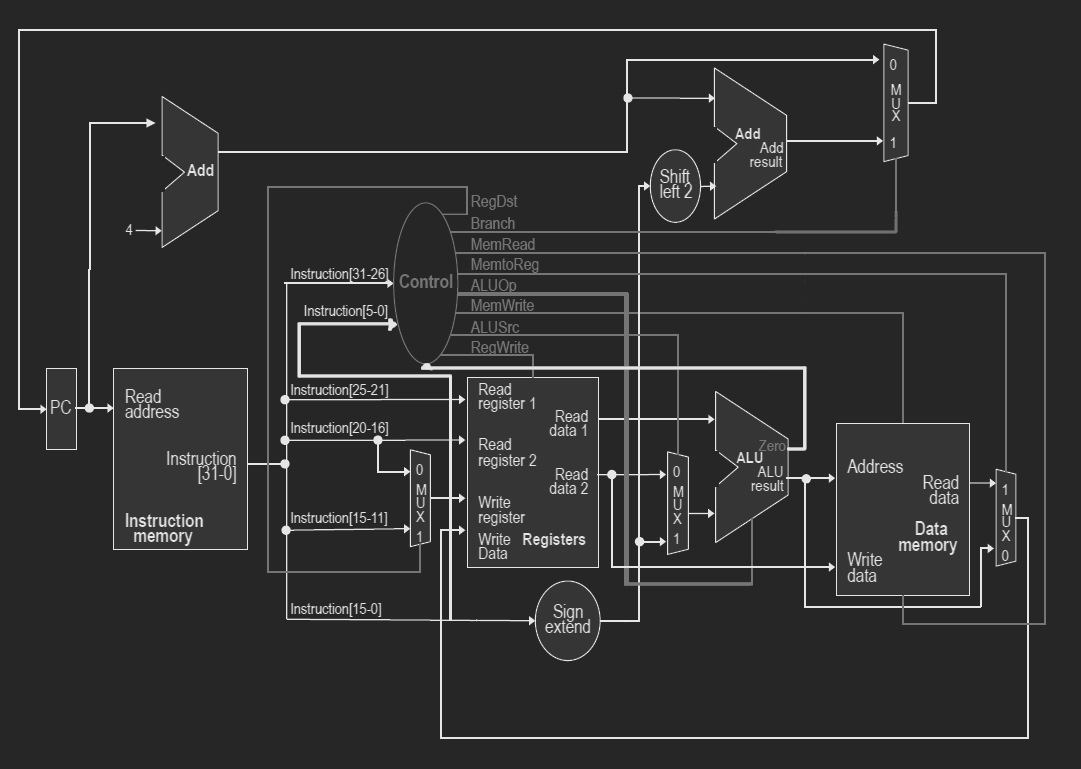 0
M
U
X
1
Add
Add
result
Shift
left 2
Add
4
RegDst
Branch
MemRead
MemtoReg
ALUOp
MemWrite
ALUSrc
RegWrite
Control
Instruction[31-26]
Instruction[5-0]
Instruction[25-21]
Instruction[20-16]
Instruction[15-11]
Instruction[15-0]
PC
Read
address
Instruction
[31-0]
Instruction
memory
0
M
U
X
1
Read
register 1
Read
register 2
Write
register
Write
Data
Registers
Read
data 1
Read
data 2
Sign
extend
0
M
U
X
1
Zero
ALU
ALU
result
Address
Read
data
Data
memory
Write
data
1
M
U
X
0